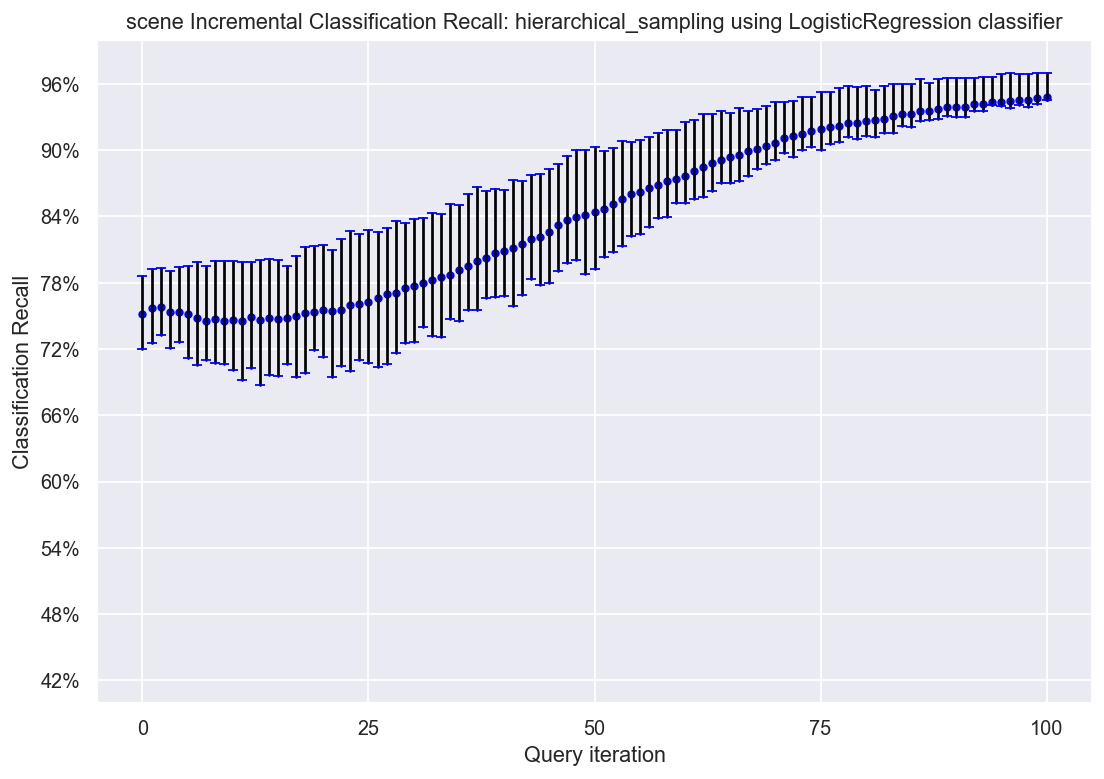 scene Incremental Classification Recall: hierarchical_sampling using LogisticRegression classifier
Classification Recall
96%
90%
84%
78%
72%
66%
60%
54%
48%
42%
0 25 50 75 100
Query iteration